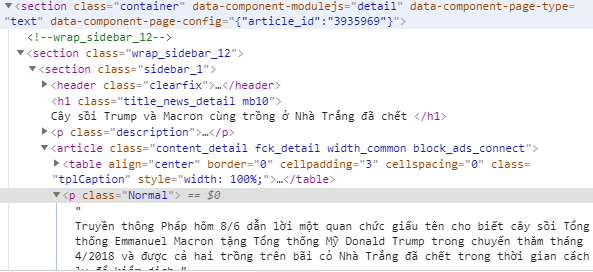 ▼<section class="container" data-component-modulejs="detail" data-component-page-type=
"text" data-component-page-config="{"article_id":"3935969"}">
<!--wrap_sidebar_12-->
▼<section class="wrap_sidebar_12">
▼<section class="sidebar_1">
▶<header class="clearfix">…</header>
<h1 class="title_news_detail mb10">
Cây sồi Trump và Macron cùng trồng ở Nhà Trắng đã chết </h1>
▶<p class="description">…</p>
▼<article class="content_detail fck_detail width_common block_ads_connect">
▶<table align="center" border="0" cellpadding="3" cellspacing="0" class=
"tplCaption" style="width: 100%;">…</table>
▼<p class="Normal"> == $0
"
Truyền thông Pháp hôm 8/6 dẫn lời một quan chức giấu tên cho biết cây sồi Tổng
thống Emmanuel Macron tặng Tổng thống Mỹ Donald Trump trong chuyến thăm tháng
4/2018 và được cả hai trồng trên bãi cỏ Nhà Trắng đã chết trong thời gian cách
ly để kiểm dịch "